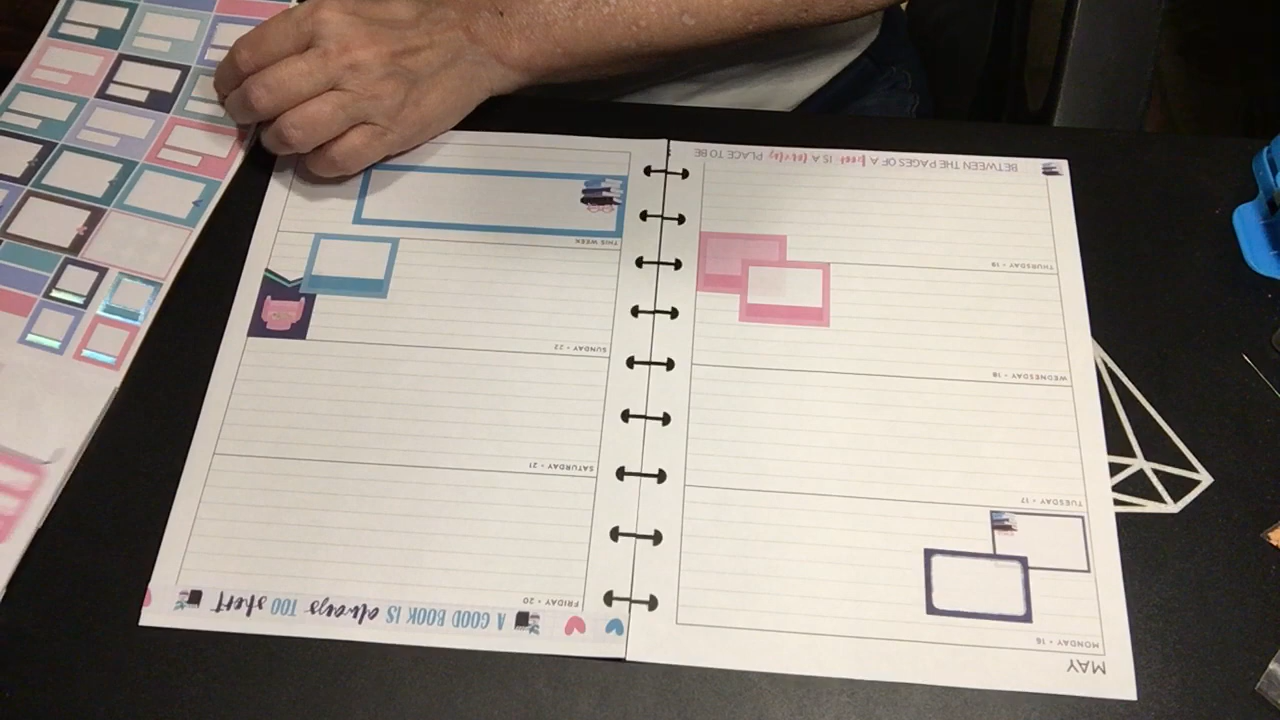 MAY
MONDAY • 16
TUESDAY • 17
WEDNESDAY • 18
THURSDAY • 19
BETWEEN THE PAGES OF A book IS A lovely PLACE TO BE
A GOOD BOOK IS always TOO short
FRIDAY • 20
SATURDAY • 21
SUNDAY • 22
THIS WEEK